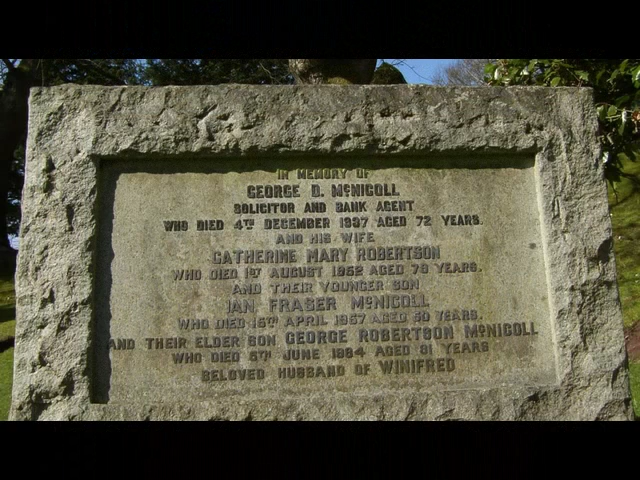 IN MEMORY OF
GEORGE D. McNICOLL
SOLICITOR AND BANK AGENT
WHO DIED 4TH DECEMBER 1937 AGED 72 YEARS.
AND HIS WIFE
CATHERINE MARY ROBERTSON
WHO DIED 1ST AUGUST 1952 AGED 78 YEARS.
AND THEIR YOUNGER SON
IAN FRASER McNICOLL
WHO DIED 15TH APRIL 1957 AGED 50 YEARS.
AND THEIR ELDER SON GEORGE ROBERTSON McNICOLL
WHO DIED 5TH JUNE 1984 AGED 81 YEARS
BELOVED HUSBAND OF WINIFRED